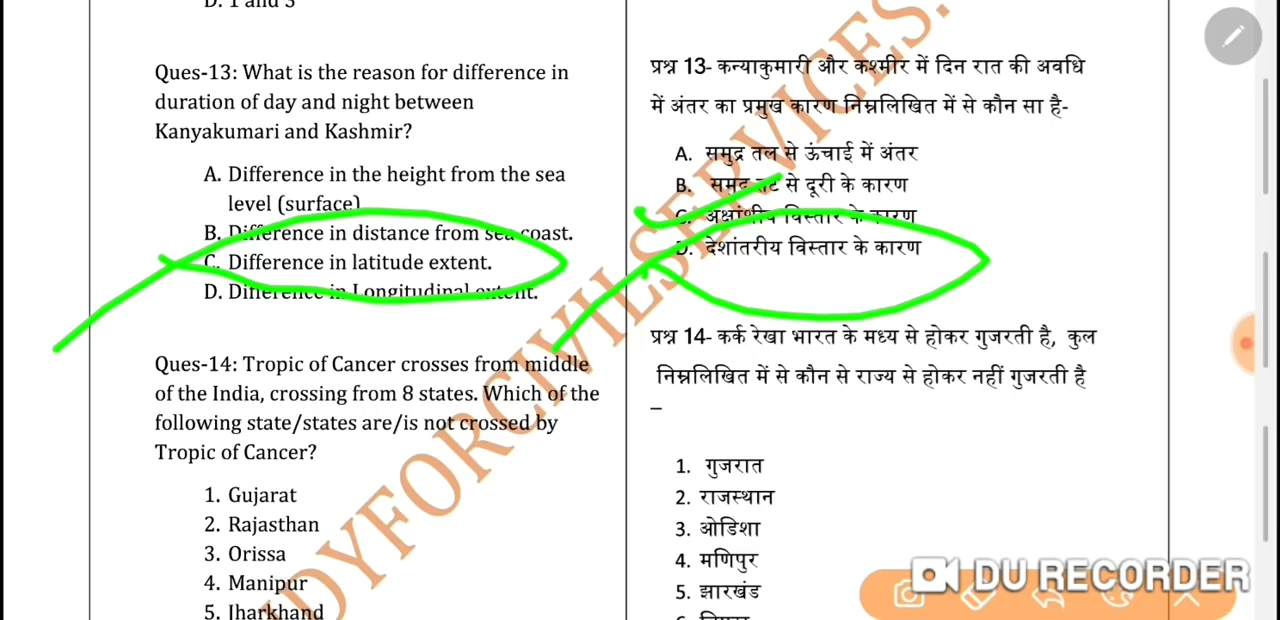 D. 1 and 3
Ques-13: What is the reason for difference in
duration of day and night between
Kanyakumari and Kashmir?
A. Difference in the height from the sea
level (surface)
B. Difference in distance from sea coast.
C. Difference in latitude extent.
D. Difference in Longitudinal extent.
Ques-14: Tropic of Cancer crosses from middle
of the India, crossing from 8 states. Which of the
following state/states are/is not crossed by
Tropic of Cancer?
1. Gujarat
2. Rajasthan
3. Orissa
4. Manipur
5. Jharkhand
प्रश्न 13- कन्याकुमारी और कश्मीर में दिन रात की अवधि
में अंतर का प्रमुख कारण निम्नलिखित में से कौन सा है-
A. समुद्र तल से ऊंचाई में अंतर
B. समुद्र तट से दूरी के कारण
C. अक्षांशीय विस्तार के कारण
D. देशांतरीय विस्तार के कारण
प्रश्न 14- कर्क रेखा भारत के मध्य से होकर गुजरती है, कुल
निम्नलिखित में से कौन से राज्य से होकर नहीं गुजरती है
–
1. गुजरात
2. राजस्थान
3. ओडिशा
4. मणिपुर
5. झारखंड
DYFORCIVILSERVICES.
DU RECORDER